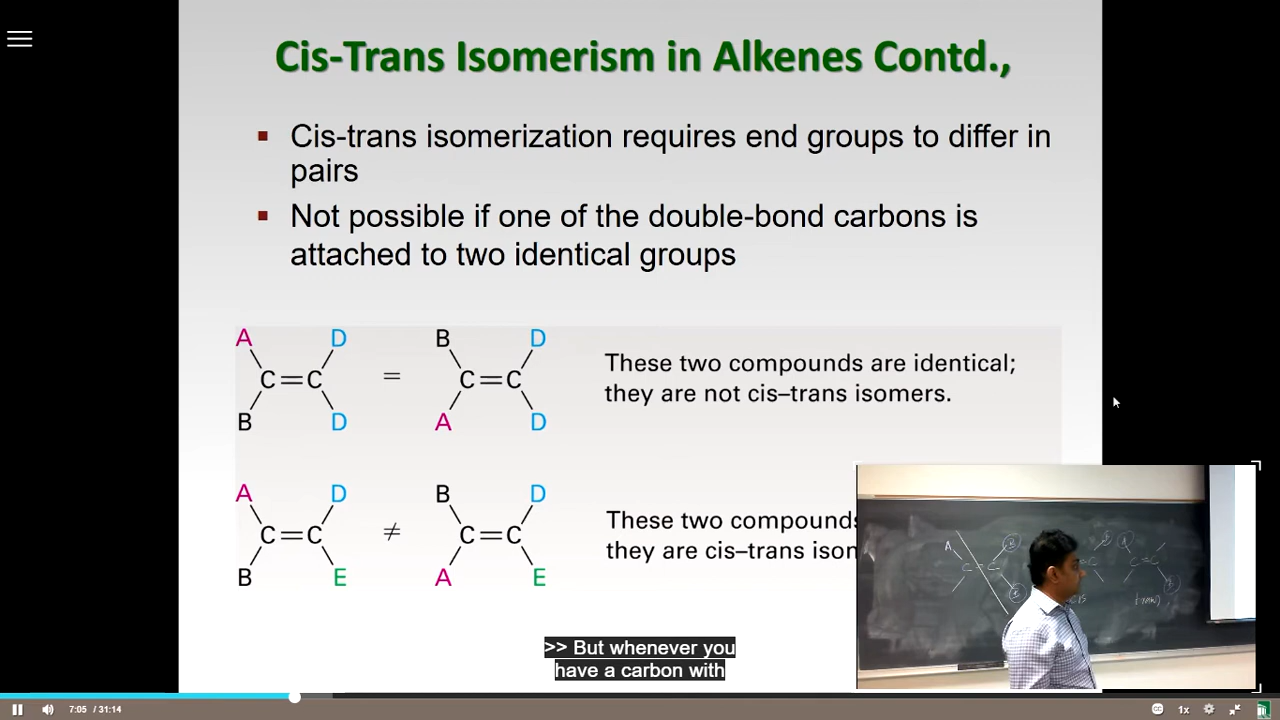 Cis-Trans Isomerism in Alkenes Contd.,
▪ Cis-trans isomerization requires end groups to differ in
pairs
▪ Not possible if one of the double-bond carbons is
attached to two identical groups
A D B D
C=C = C=C
B D A D
These two compounds are identical;
they are not cis–trans isomers.
A D B D
C=C ≠ C=C
B E A E
These two compounds
they are cis–trans ison
A
C = C
C=C
trans
>> But whenever you
have a carbon with
7:05 / 31:14
CC
1x